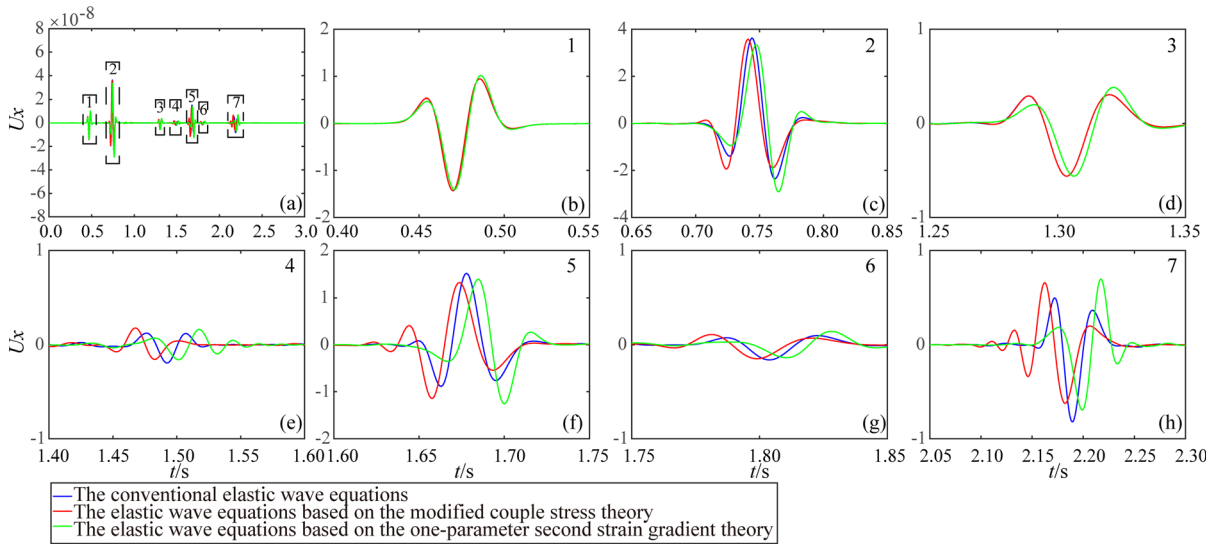 ×10-8
8
6
4
2
0
-2
-4
-6
-8
Ux
1
2
3
4
5
6
7
(a)
0.0 0.5 1.0 1.5 2.0 2.5 3.0
2
1
0
-1
-2
1
(b)
0.40 0.45 0.50 0.55
4
2
0
-2
-4
2
(c)
0.65 0.70 0.75 0.80 0.85
1
0
-1
3
(d)
1.25 1.30 1.35
1
0
-1
Ux
4
(e)
1.40 1.45 1.50 1.55 1.60
t/s
2
1
0
-1
-2
5
(f)
1.60 1.65 1.70 1.75
t/s
1
0
-1
6
(g)
1.75 1.80 1.85
t/s
1
0
-1
7
(h)
2.05 2.10 2.15 2.20 2.25 2.30
t/s
The conventional elastic wave equations
The elastic wave equations based on the modified couple stress theory
The elastic wave equations based on the one-parameter second strain gradient theory